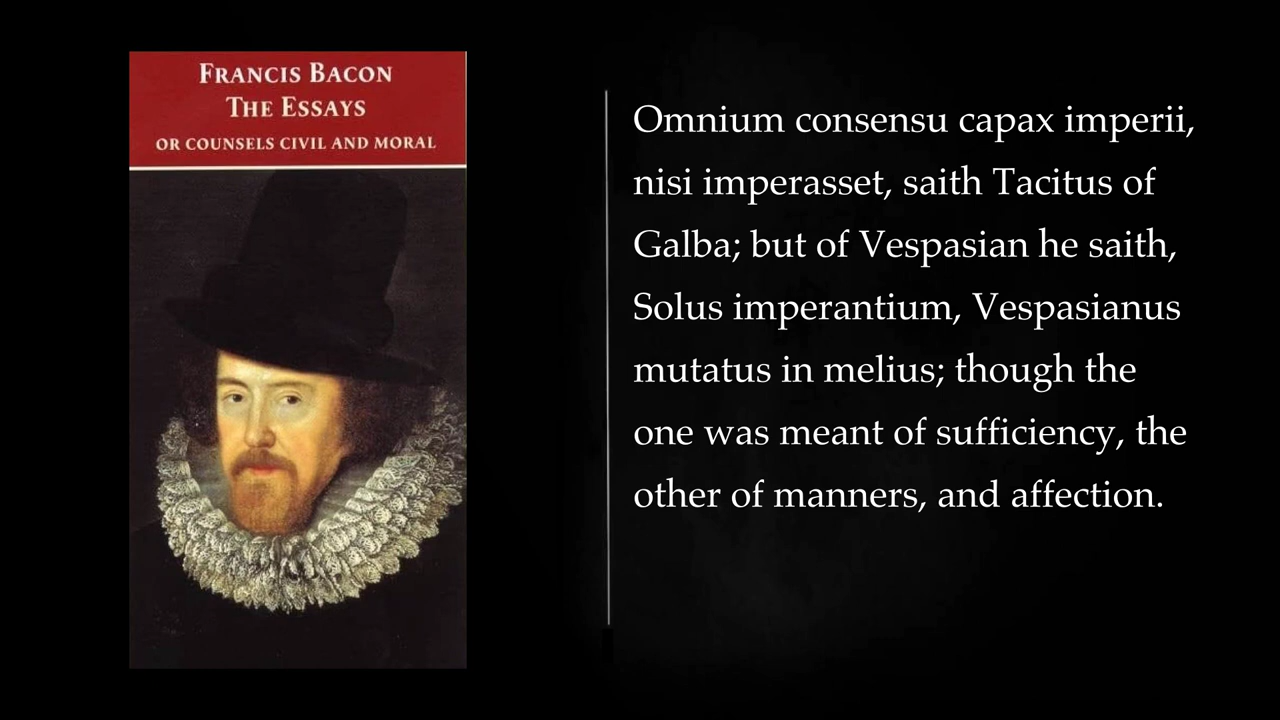 FRANCIS BACON
THE ESSAYS
OR COUNSELS CIVIL AND MORAL
Omnium consensu capax imperii,
nisi imperasset, saith Tacitus of
Galba; but of Vespasian he saith,
Solus imperantium, Vespasianus
mutatus in melius; though the
one was meant of sufficiency, the
other of manners, and affection.